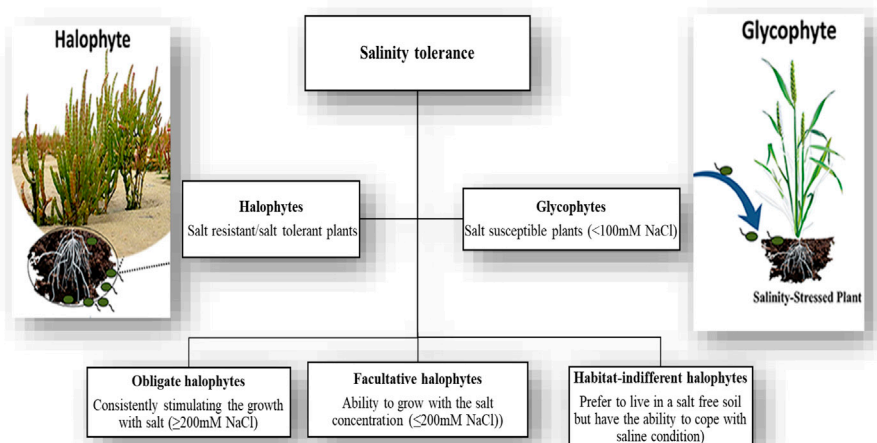 Halophyte
Salinity tolerance
Glycophyte
Halophytes
Salt resistant/salt tolerant plants
Glycophytes
Salt susceptible plants (<100mM NaCl)
Salinity-Stressed Plant
Obligate halophytes
Consistently stimulating the growth
with salt (≥200mM NaCl)
Facultative halophytes
Ability to grow with the salt
concentration (≤200mM NaCl))
Habitat-indifferent halophytes
Prefer to live in a salt free soil
but have the ability to cope with
saline condition)